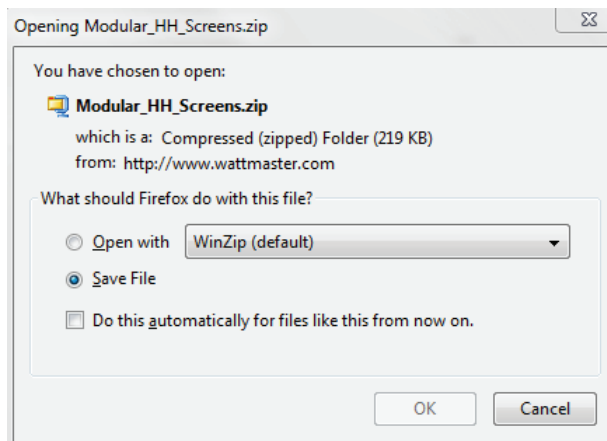 Opening Modular_HH_Screens.zip
You have chosen to open:
Modular_HH_Screens.zip
which is a: Compressed (zipped) Folder (219 KB)
from: http://www.wattmaster.com
What should Firefox do with this file?
Open with WinZip (default)
Save File
Do this automatically for files like this from now on.
OK Cancel